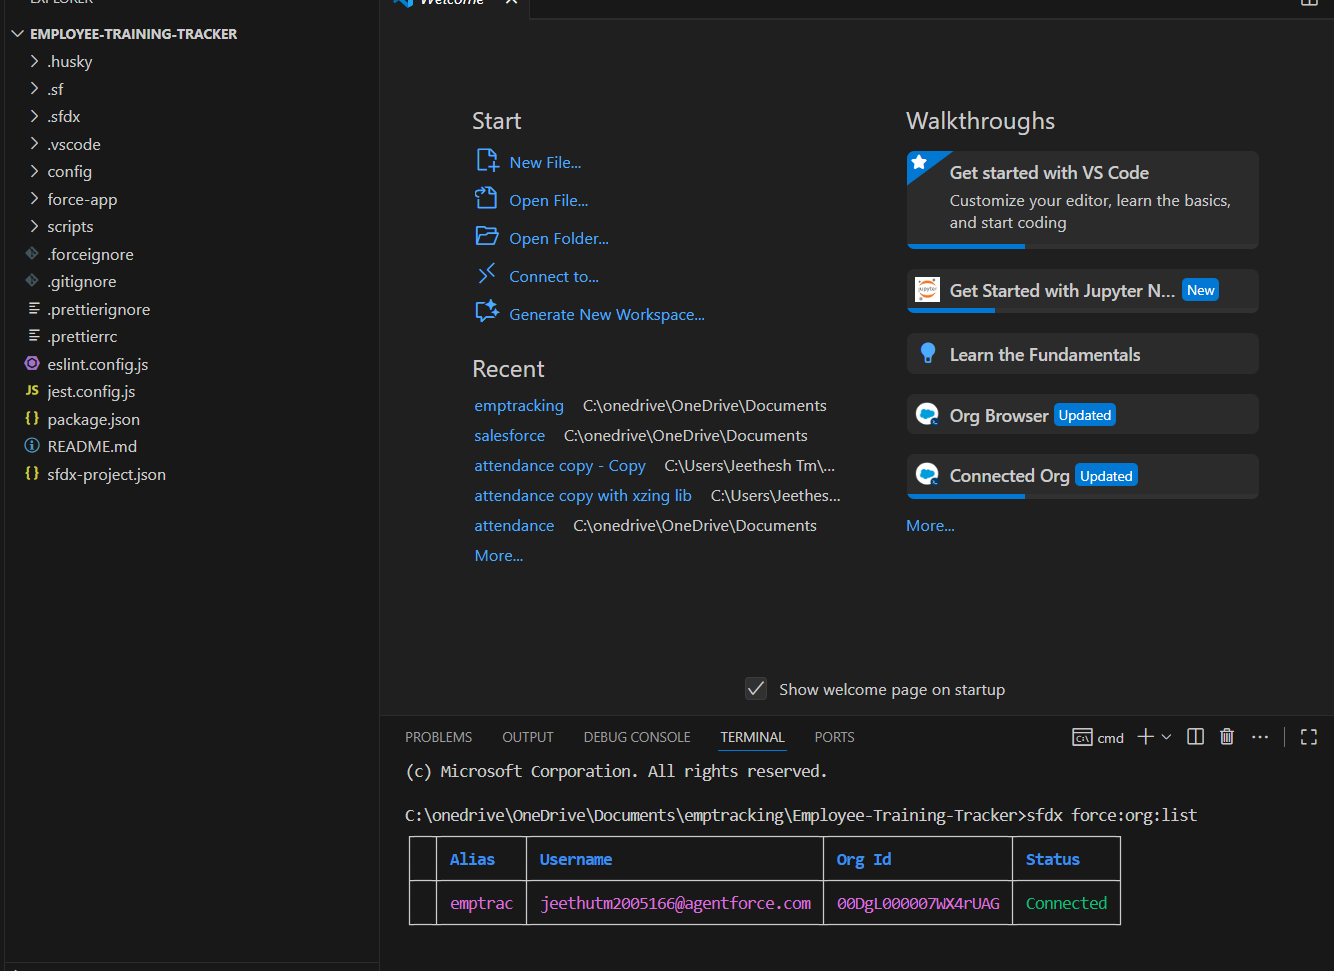 EXPLORER
Welcome
EMPLOYEE-TRAINING-TRACKER
.husky
.sf
.sfdx
.vscode
config
force-app
scripts
.forceignore
.gitignore
.prettierignore
.prettierrc
eslint.config.js
JS jest.config.js
{} package.json
README.md
{} sfdx-project.json
Start
New File...
Open File...
Open Folder...
Connect to...
Generate New Workspace...
Recent
emptracking C:\onedrive\OneDrive\Documents
salesforce C:\onedrive\OneDrive\Documents
attendance copy - Copy C:\Users\Jeethesh Tm\...
attendance copy with xzing lib C:\Users\Jeethes...
attendance C:\onedrive\OneDrive\Documents
More...
Walkthroughs
Get started with VS Code
Customize your editor, learn the basics,
and start coding
Get Started with Jupyter N... New
Learn the Fundamentals
Org Browser Updated
Connected Org Updated
More...
Show welcome page on startup
PROBLEMS OUTPUT DEBUG CONSOLE TERMINAL PORTS cmd
(c) Microsoft Corporation. All rights reserved.
C:\onedrive\OneDrive\Documents\emptracking\Employee-Training-Tracker>sfdx force:org:list
Alias Username Org Id Status
emptrac jeethutm2005166@agentforce.com 00DgL000007WX4rUAG Connected